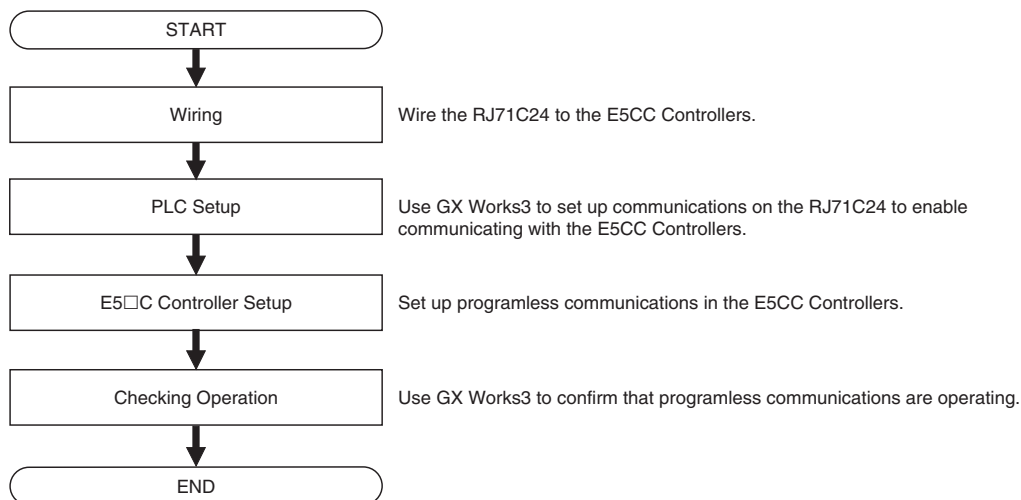 START
Wiring
Wire the RJ71C24 to the E5CC Controllers.
PLC Setup
Use GX Works3 to set up communications on the RJ71C24 to enable
communicating with the E5CC Controllers.
E5□C Controller Setup
Set up programless communications in the E5CC Controllers.
Checking Operation
Use GX Works3 to confirm that programless communications are operating.
END